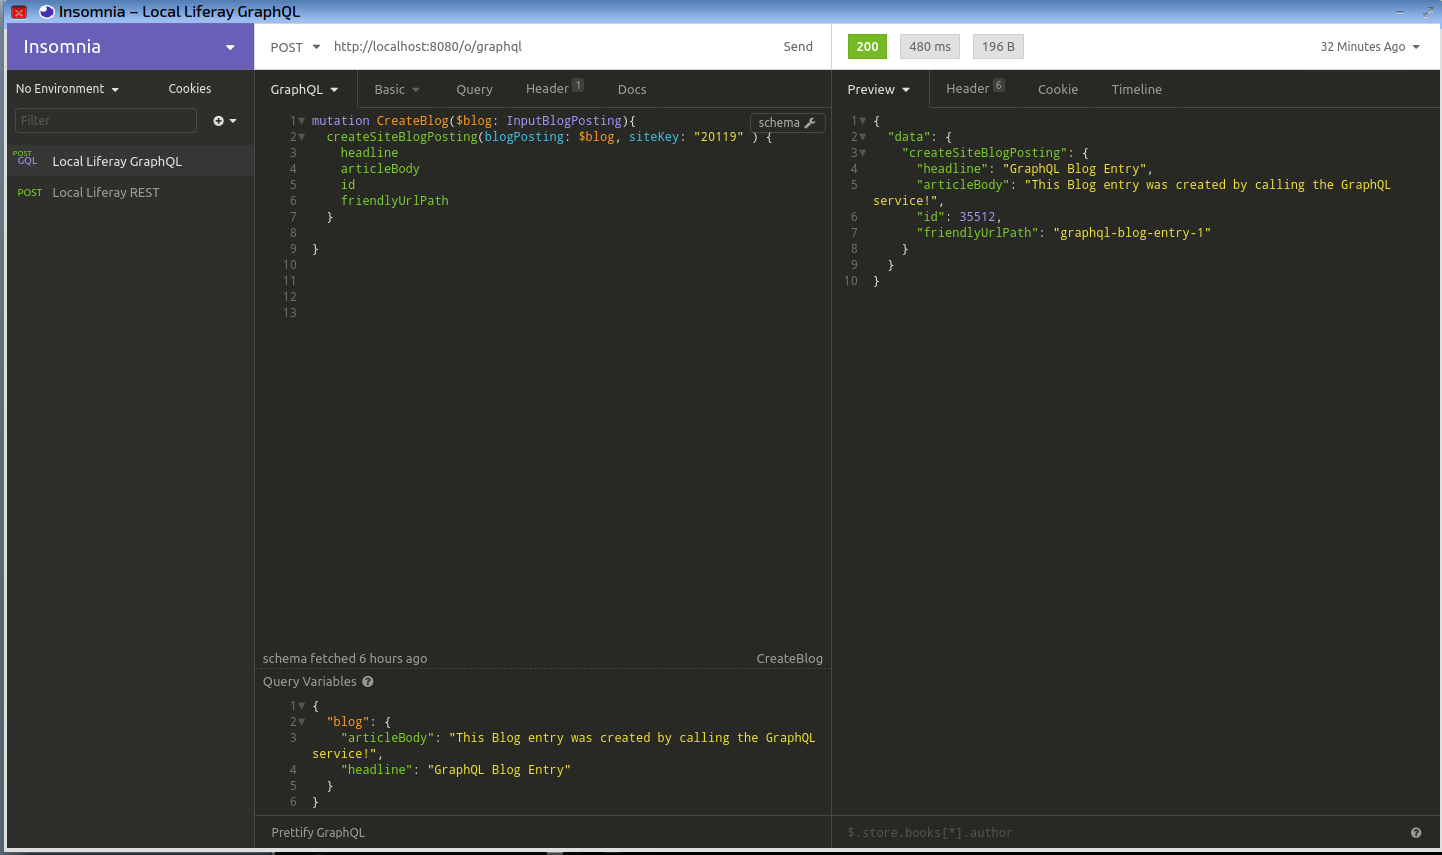 Insomnia – Local Liferay GraphQL
Insomnia
POST http://localhost:8080/o/graphql Send
200 480 ms 196 B 32 Minutes Ago
No Environment Cookies
Filter
POST GQL Local Liferay GraphQL
POST Local Liferay REST
GraphQL Basic Query Header 1 Docs
schema
1 mutation CreateBlog($blog: InputBlogPosting){
2 createSiteBlogPosting(blogPosting: $blog, siteKey: "20119" ) {
3 headline
4 articleBody
5 id
6 friendlyUrlPath
7 }
8
9 }
10
11
12
13
schema fetched 6 hours ago CreateBlog
Query Variables ?
1 {
2 "blog": {
3 "articleBody": "This Blog entry was created by calling the GraphQL
service!",
4 "headline": "GraphQL Blog Entry"
5 }
6 }
Prettify GraphQL
Preview Header 6 Cookie Timeline
1 {
2 "data": {
3 "createSiteBlogPosting": {
4 "headline": "GraphQL Blog Entry",
5 "articleBody": "This Blog entry was created by calling the GraphQL
service!",
6 "id": 35512,
7 "friendlyUrlPath": "graphql-blog-entry-1"
8 }
9 }
10 }
$.store.books[*].author ?